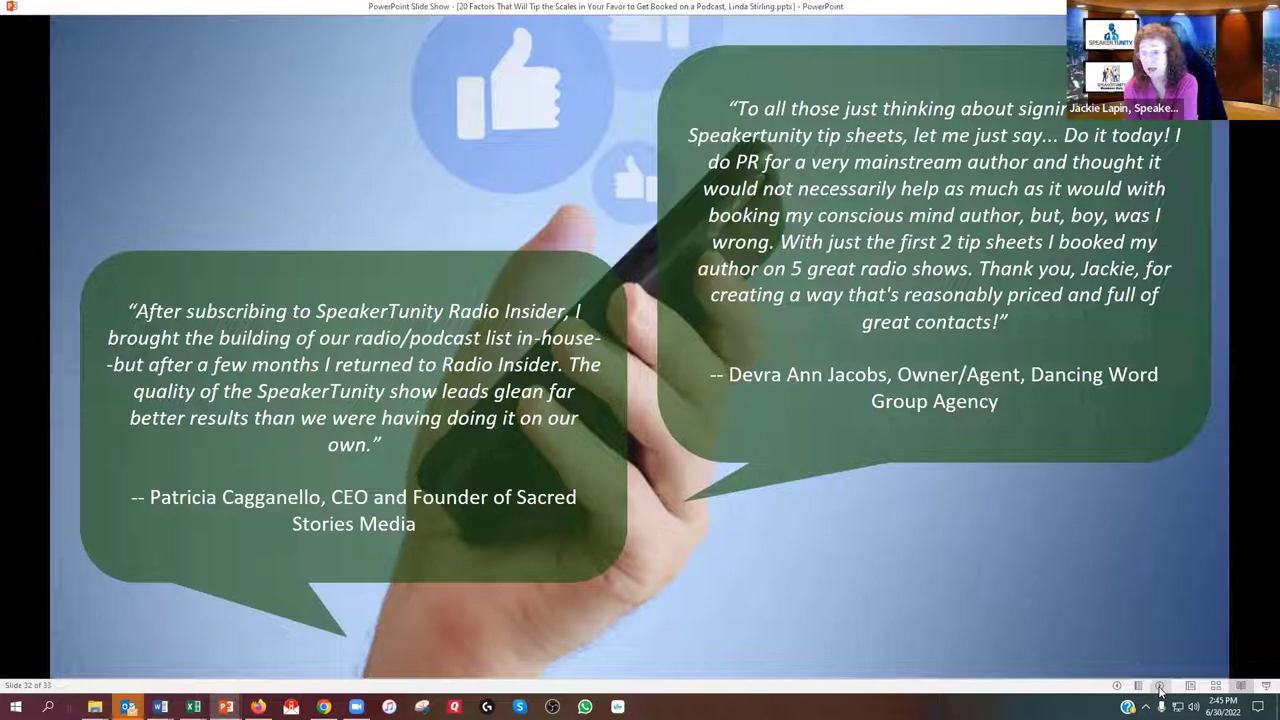 PowerPoint Slide Show - [20 Factors That Will Tip the Scales in Your Favor to Get Booked on a Podcast, Linda Stirling.pptx] - PowerPoint
SPEAKERTUNITY
Jackie Lapin, Speake...
“To all those just thinking about
Speakertunity tip sheets, let me just say... Do it today! I
do PR for a very mainstream author and thought it
would not necessarily help as much as it would with
booking my conscious mind author, but, boy, was I
wrong. With just the first 2 tip sheets I booked my
author on 5 great radio shows. Thank you, Jackie, for
creating a way that's reasonably priced and full of
great contacts!”
-- Devra Ann Jacobs, Owner/Agent, Dancing Word
Group Agency
“After subscribing to SpeakerTunity Radio Insider, I
brought the building of our radio/podcast list in-house-
-but after a few months I returned to Radio Insider. The
quality of the SpeakerTunity show leads glean far
better results than we were having doing it on our
own.”
-- Patricia Cagganello, CEO and Founder of Sacred
Stories Media
Slide 32 of 33
2:45 PM
6/30/2022